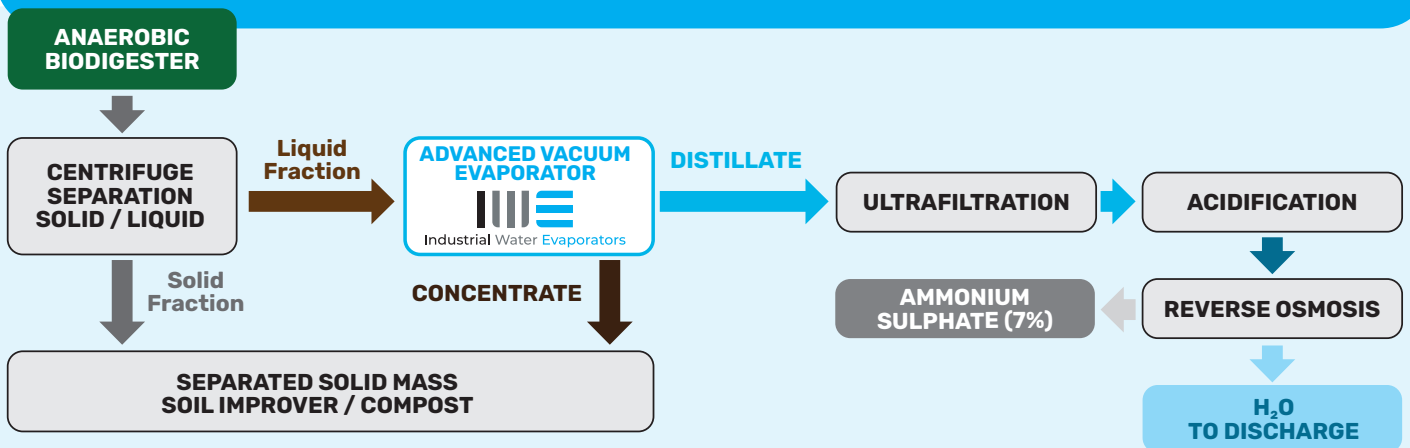 ANAEROBIC
BIODIGESTER
CENTRIFUGE
SEPARATION
SOLID / LIQUID
Liquid
Fraction
ADVANCED VACUUM
EVAPORATOR
IWE
Industrial Water Evaporators
DISTILLATE
ULTRAFILTRATION
ACIDIFICATION
Solid
Fraction
CONCENTRATE
AMMONIUM
SULPHATE (7%)
REVERSE OSMOSIS
SEPARATED SOLID MASS
SOIL IMPROVER / COMPOST
H₂O
TO DISCHARGE